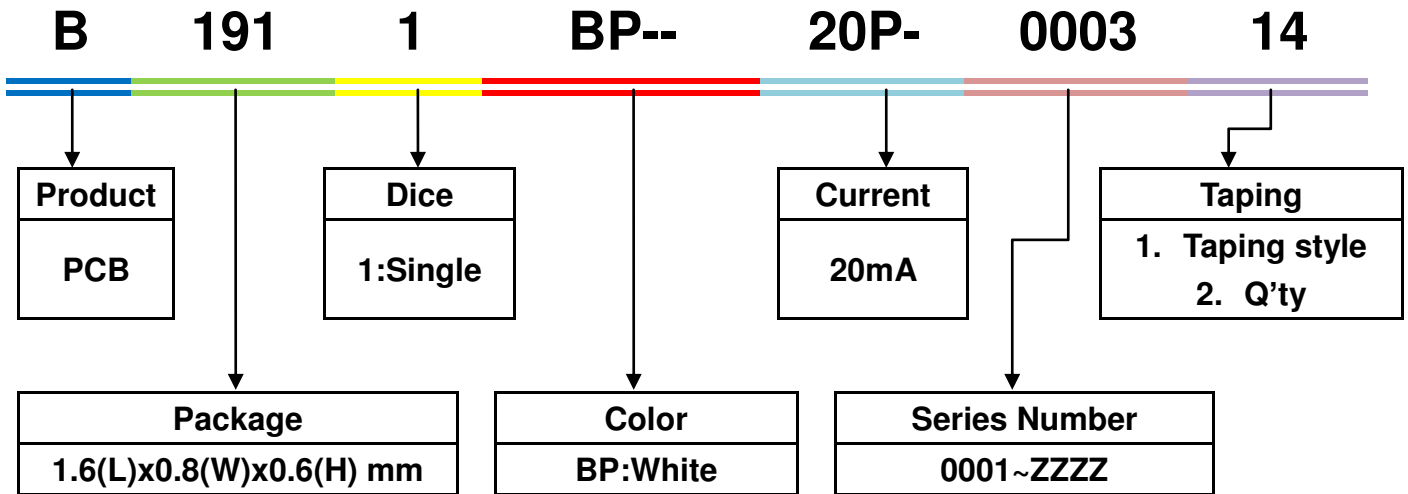 B 191 1 BP-- 20P- 0003 14
Product
PCB
Dice
1:Single
Current
20mA
Taping
1. Taping style
2. Q'ty
Package
1.6(L)x0.8(W)x0.6(H) mm
Color
BP:White
Series Number
0001~ZZZZ